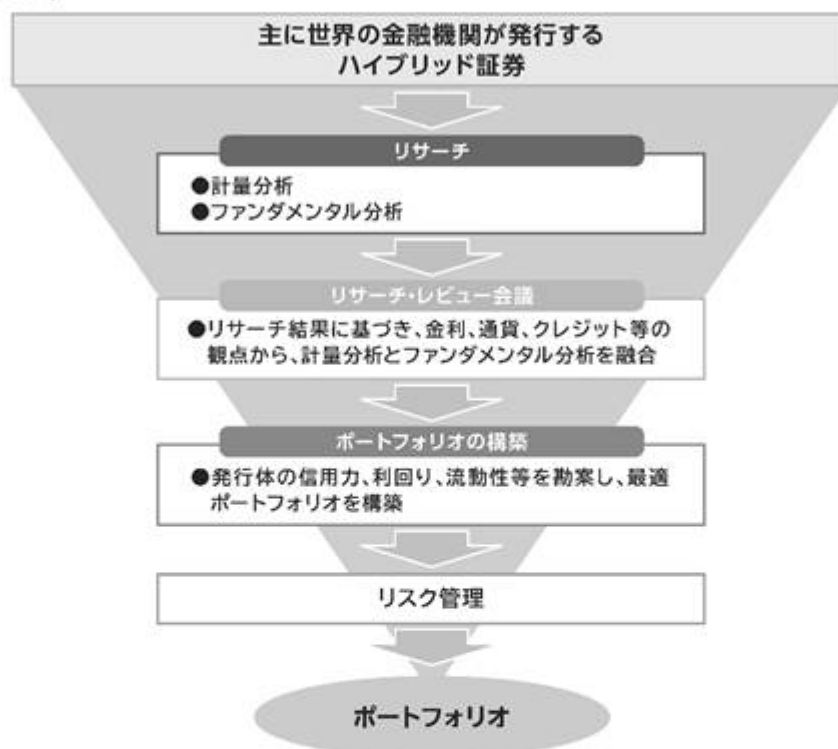 主に世界の金融機関が発行する
ハイブリッド証券
リサーチ
●計量分析
●ファンダメンタル分析
リサーチ・レビュー会議
●リサーチ結果に基づき、金利、通貨、クレジット等の
観点から、計量分析とファンダメンタル分析を融合
ポートフォリオの構築
●発行体の信用力、利回り、流動性等を勘案し、最適
ポートフォリオを構築
リスク管理
ポートフォリオ